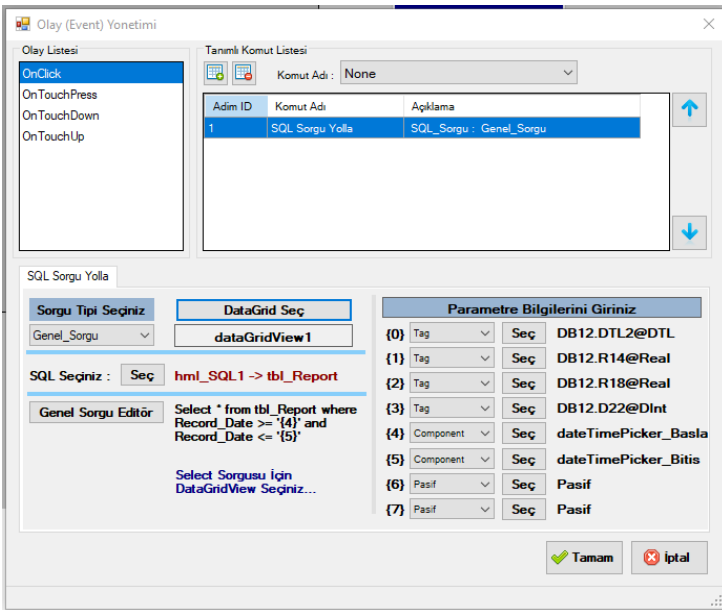 Olay (Event) Yonetimi
Olay Listesi
OnClick
OnTouchPress
OnTouchDown
OnTouchUp
Tanımlı Komut Listesi
Komut Adı : None
Adim ID Komut Adı Açıklama
1 SQL Sorgu Yolla SQL_Sorgu : Genel_Sorgu
SQL Sorgu Yolla
Sorgu Tipi Seçiniz DataGrid Seç
Genel_Sorgu dataGridView1
SQL Seçiniz : Seç hml_SQL1 -> tbl_Report
Genel Sorgu Editör
Select * from tbl_Report where
Record_Date >= '{4}' and
Record_Date <= '{5}'
Select Sorgusu İçin
DataGridView Seçiniz...
Parametre Bilgilerini Giriniz
{0} Tag Seç DB12.DTL2@DTL
{1} Tag Seç DB12.R14@Real
{2} Tag Seç DB12.R18@Real
{3} Tag Seç DB12.D22@DInt
{4} Component Seç dateTimePicker_Basla
{5} Component Seç dateTimePicker_Bitis
{6} Pasif Seç Pasif
{7} Pasif Seç Pasif
Tamam İptal